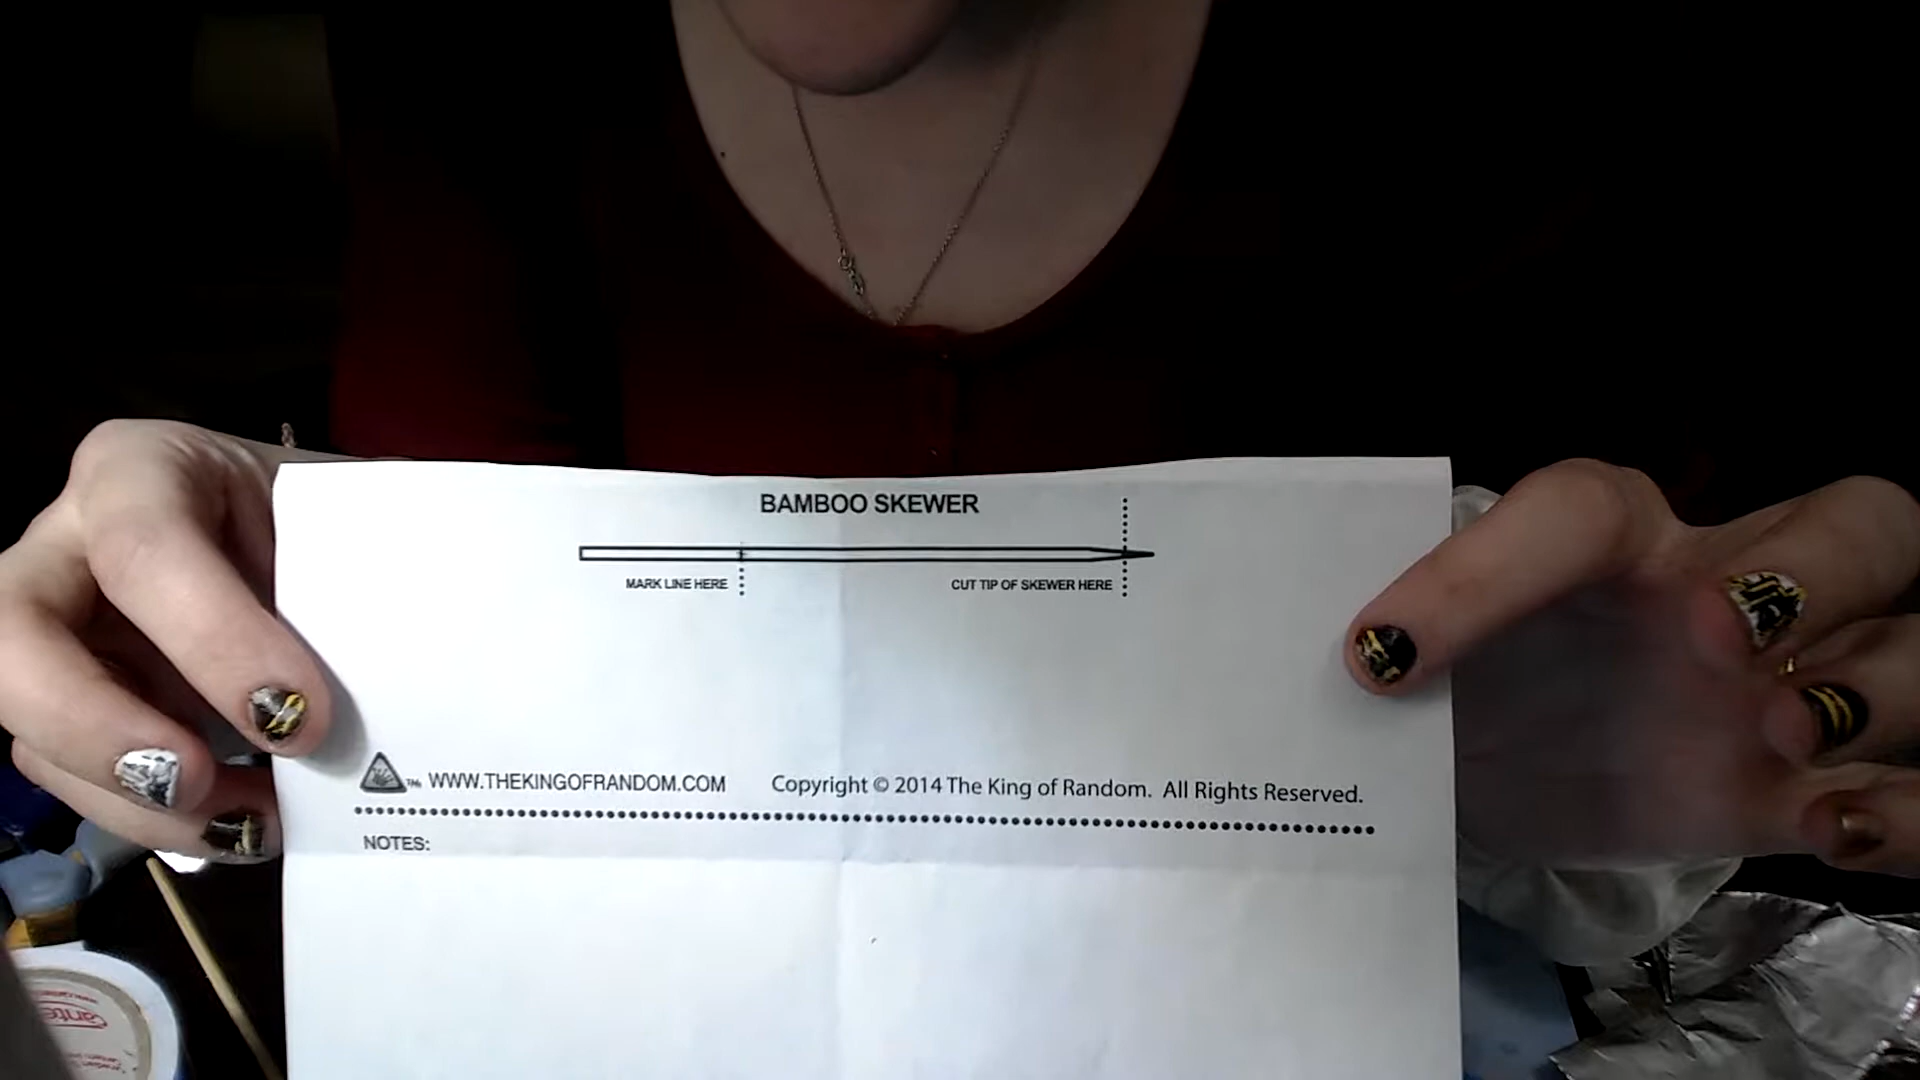 BAMBOO SKEWER
MARK LINE HERE
CUT TIP OF SKEWER HERE
TM WWW.THEKINGOFRANDOM.COM Copyright © 2014 The King of Random. All Rights Reserved.
NOTES: